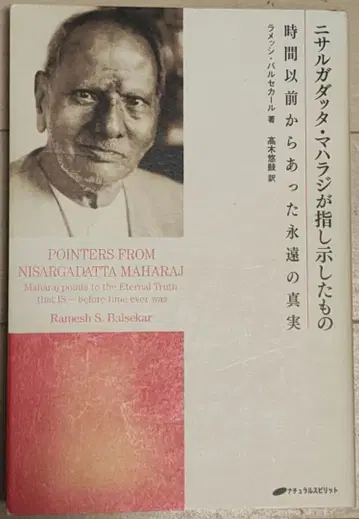 ニサルガダッタ・マハラジが指し示したもの
時間以前からあった永遠の真実
ラメッシ・バルセカール 著
髙木悠鼓 訳
POINTERS FROM
NISARGADATTA MAHARAJ
Maharaj points to the Eternal Truth
that IS — before time ever was
Ramesh S. Balsekar
ナチュラルスピリット